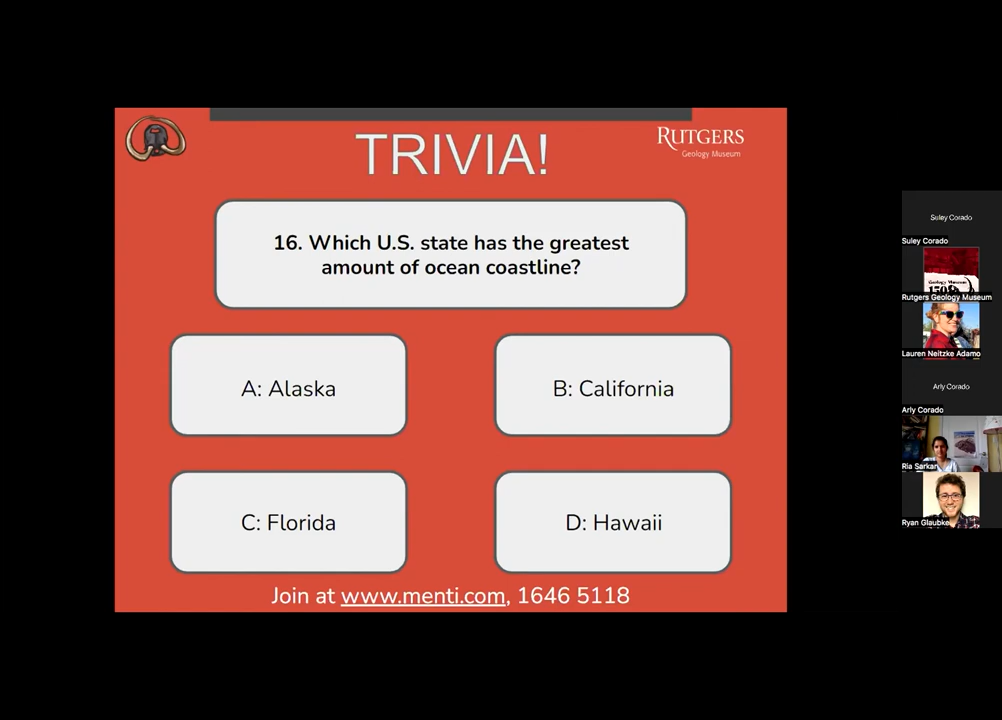 TRIVIA!
RUTGERS
Geology Museum
16. Which U.S. state has the greatest
amount of ocean coastline?
A: Alaska
B: California
C: Florida
D: Hawaii
Join at www.menti.com, 1646 5118
Suley Corado
Suley Corado
Geology Museum
Rutgers Geology Museum
Lauren Neitzke Adamo
Arly Corado
Arly Corado
Ria Sarkar
Ryan Glaubke